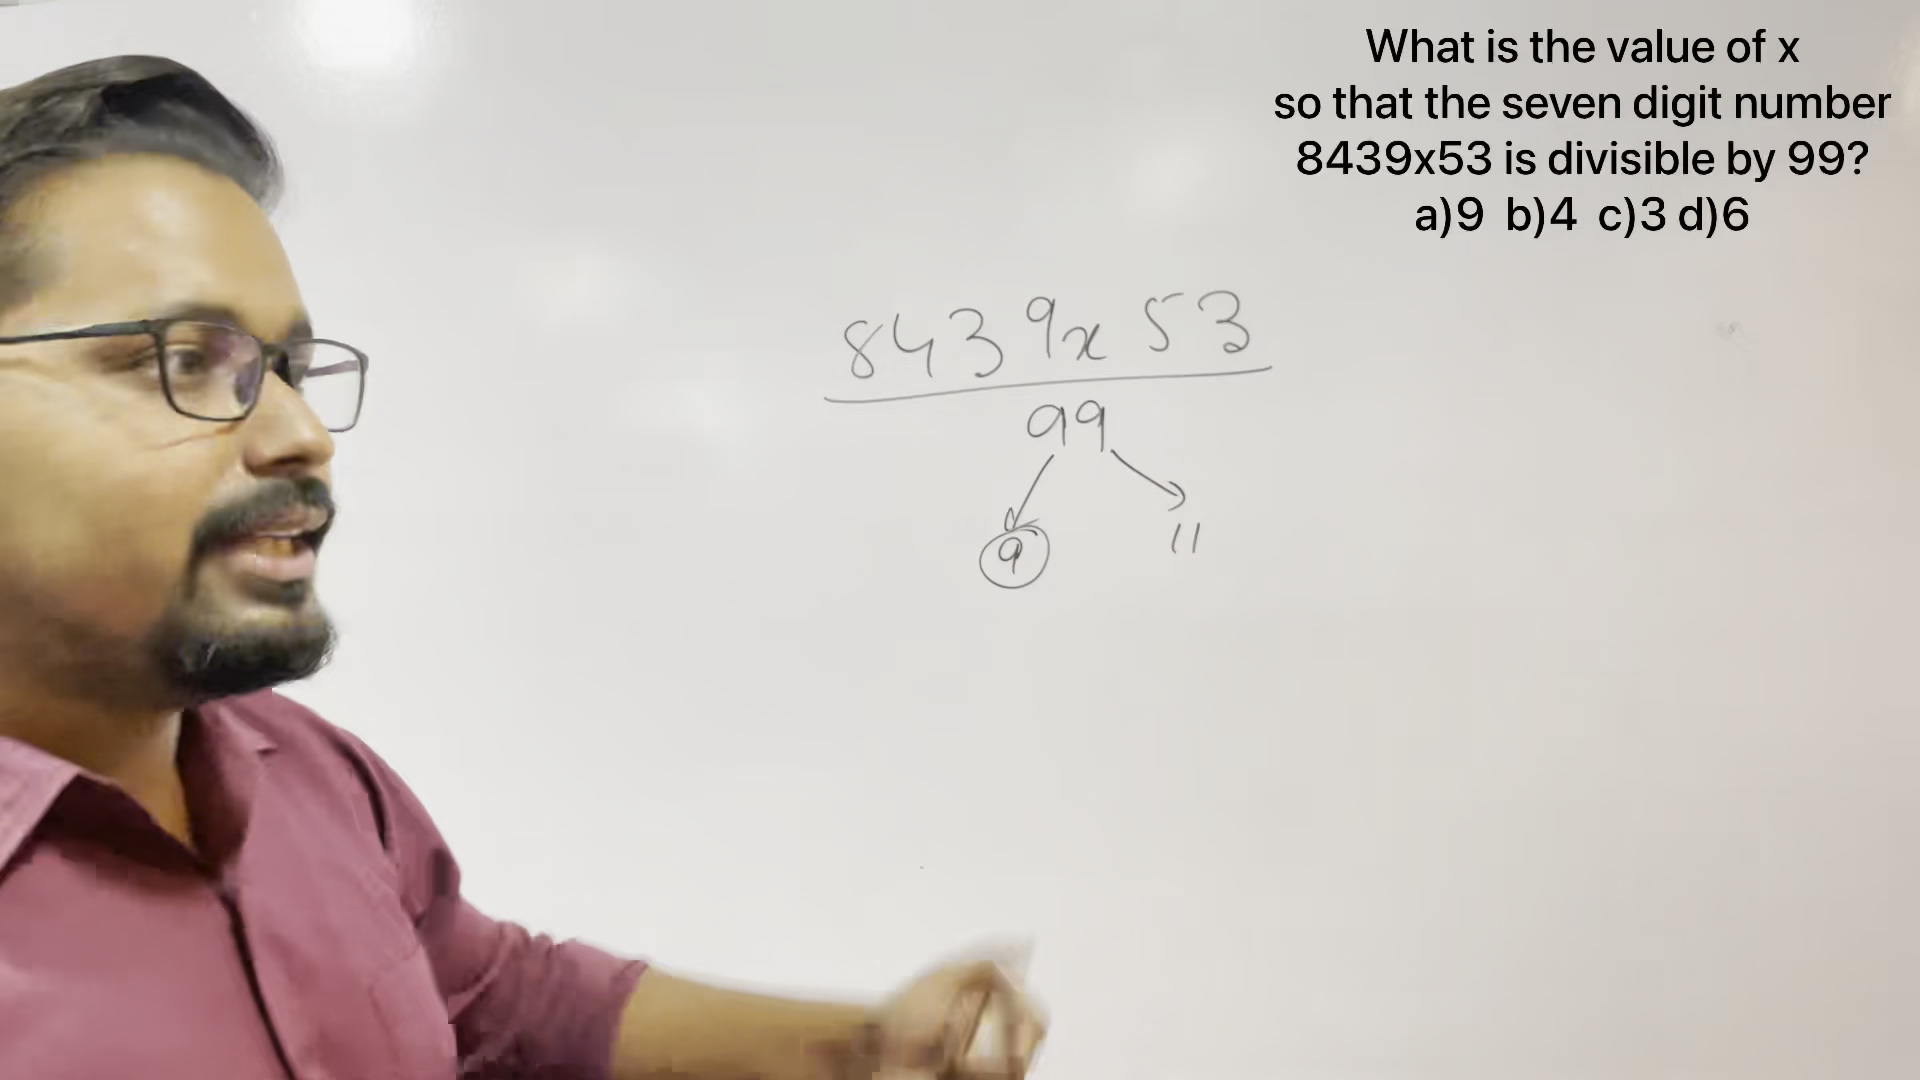 What is the value of x
so that the seven digit number
8439x53 is divisible by 99?
a)9 b)4 c)3 d)6
8439x53
99
9 11